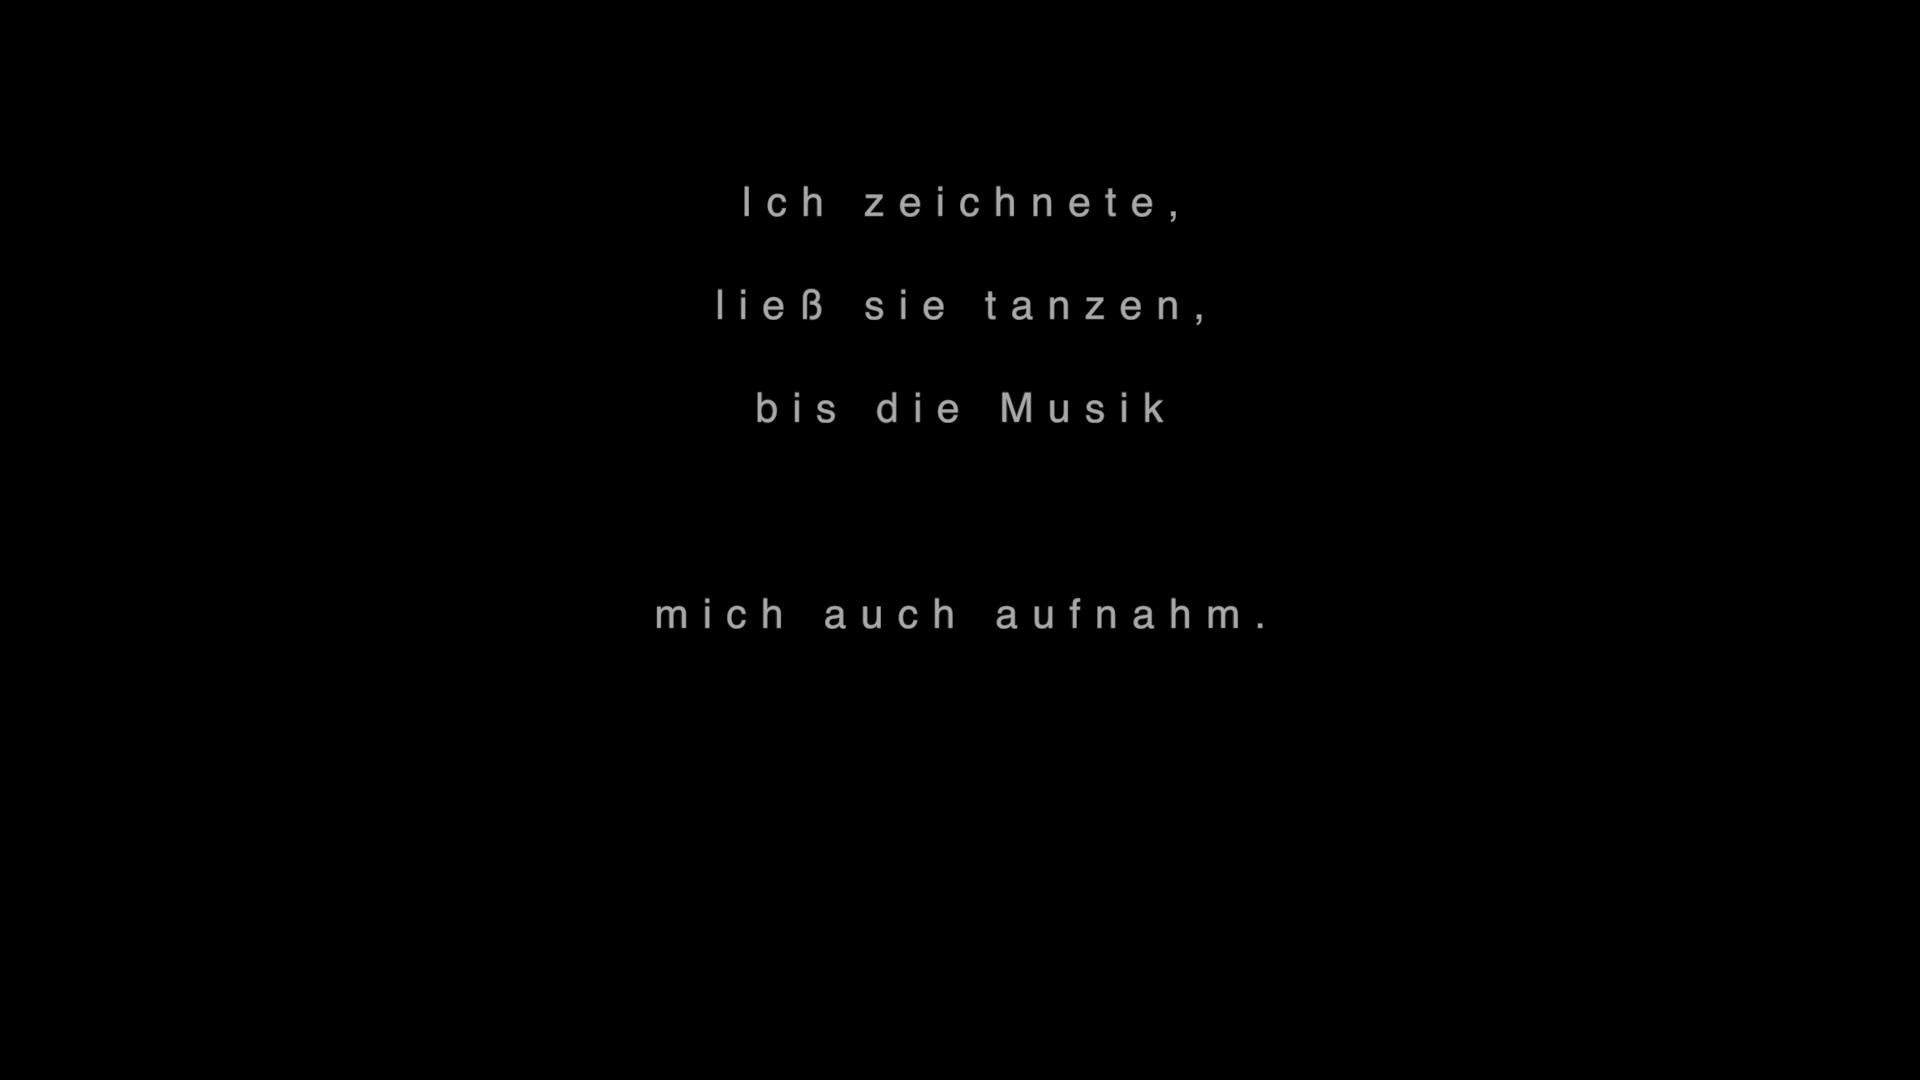 Ich zeichnete,
ließ sie tanzen,
bis die Musik
mich auch aufnahm.